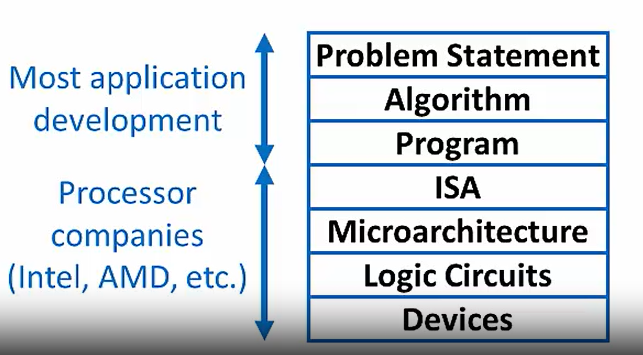 Most application
development
Processor
companies
(Intel, AMD, etc.)
Problem Statement
Algorithm
Program
ISA
Microarchitecture
Logic Circuits
Devices